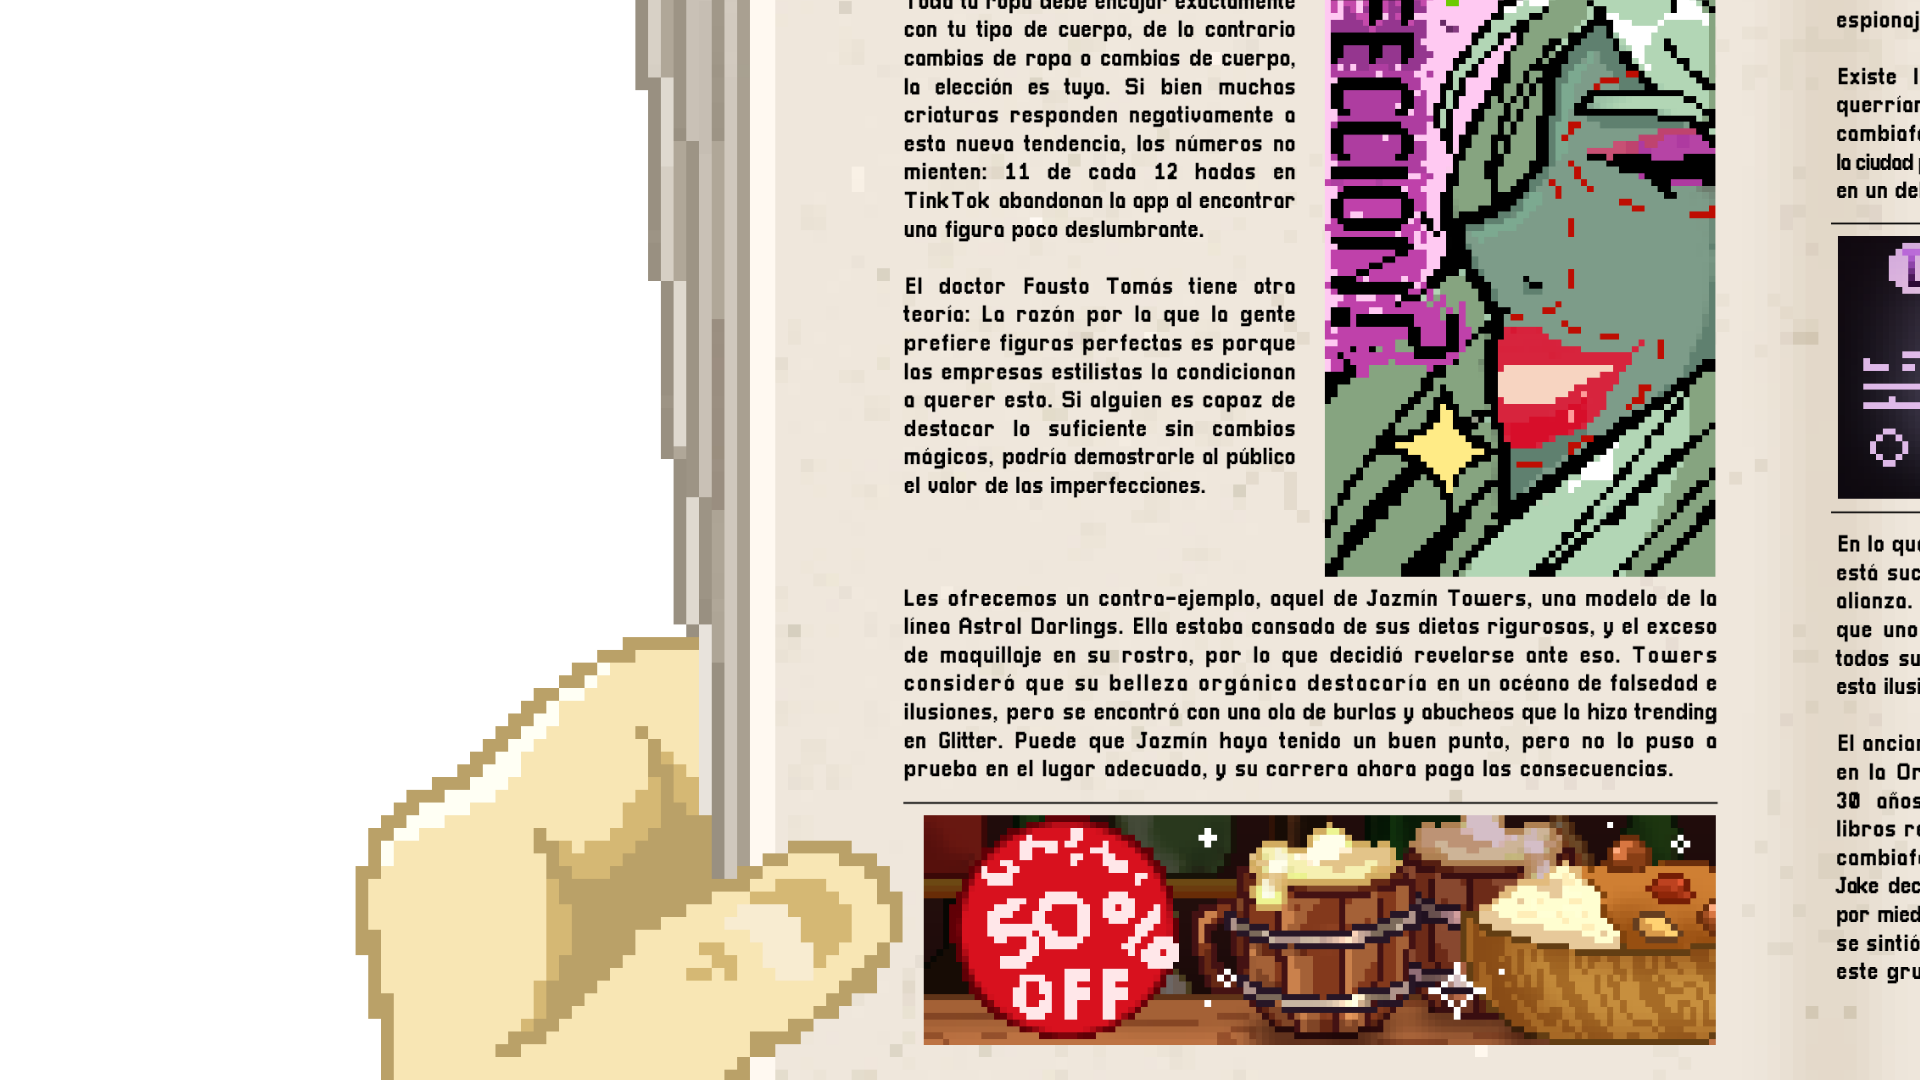 Toda tu ropa debe encajar exactamente
con tu tipo de cuerpo, de lo contrario
cambias de ropa o cambias de cuerpo,
la elección es tuya. Si bien muchas
criaturas responden negativamente a
esta nueva tendencia, los números no
mienten: 11 de cada 12 hadas en
TinkTok abandonan la app al encontrar
una figura poco deslumbrante.
El doctor Fausto Tomás tiene otra
teoría: La razón por la que la gente
prefiere figuras perfectas es porque
las empresas estilistas la condicionan
a querer esto. Si alguien es capaz de
destacar lo suficiente sin cambios
mágicos, podría demostrarle al público
el valor de las imperfecciones.
ECCION?
Les ofrecemos un contra-ejemplo, aquel de Jazmín Towers, una modelo de la
línea Astral Darlings. Ella estaba cansada de sus dietas rigurosas, y el exceso
de maquillaje en su rostro, por lo que decidió revelarse ante eso. Towers
consideró que su belleza orgánica destacaría en un océano de falsedad e
ilusiones, pero se encontró con una ola de burlas y abucheos que la hizo trending
en Glitter. Puede que Jazmín haya tenido un buen punto, pero no lo puso a
prueba en el lugar adecuado, y su carrera ahora paga las consecuencias.
50%
OFF
espionaj
Existe l
querrían
cambiafo
la ciudad p
en un de
En lo que
está suc
alianza.
que uno
todos su
esta ilusi
El ancian
en la Or
30 años
libros re
cambiafo
Jake dec
por mied
se sintió
este gru